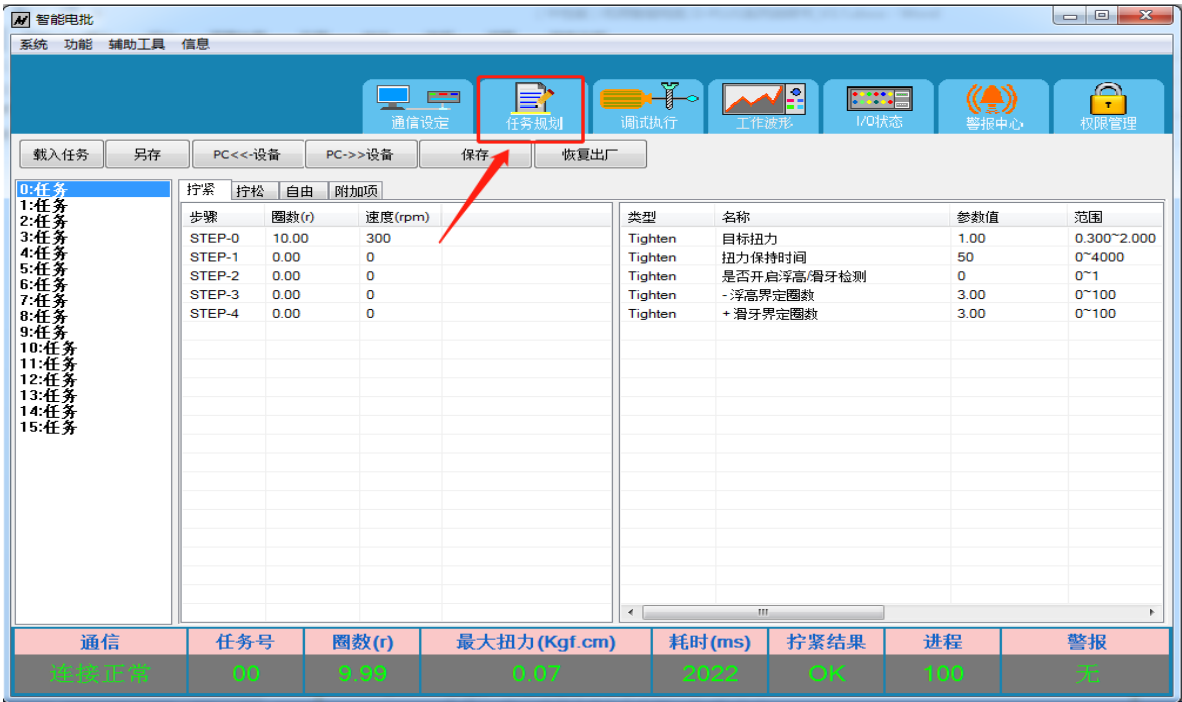 智能电批
系统 功能 辅助工具 信息
通信设定 任务规划 调试执行 工作波形 I/O状态 警报中心 权限管理
载入任务 另存 PC<<-设备 PC->>设备 保存 恢复出厂
0:任务
1:任务
2:任务
3:任务
4:任务
5:任务
6:任务
7:任务
8:任务
9:任务
10:任务
11:任务
12:任务
13:任务
14:任务
15:任务
拧紧 拧松 自由 附加项
步骤 圈数(r) 速度(rpm)
STEP-0 10.00 300
STEP-1 0.00 0
STEP-2 0.00 0
STEP-3 0.00 0
STEP-4 0.00 0
类型 名称 参数值 范围
Tighten 目标扭力 1.00 0.300~2.000
Tighten 扭力保持时间 50 0~4000
Tighten 是否开启浮高/滑牙检测 0 0~1
Tighten -浮高界定圈数 3.00 0~100
Tighten +滑牙界定圈数 3.00 0~100
通信 任务号 圈数(r) 最大扭力(Kgf.cm) 耗时(ms) 拧紧结果 进程 警报
连接正常 00 9.99 0.07 2022 OK 100 无